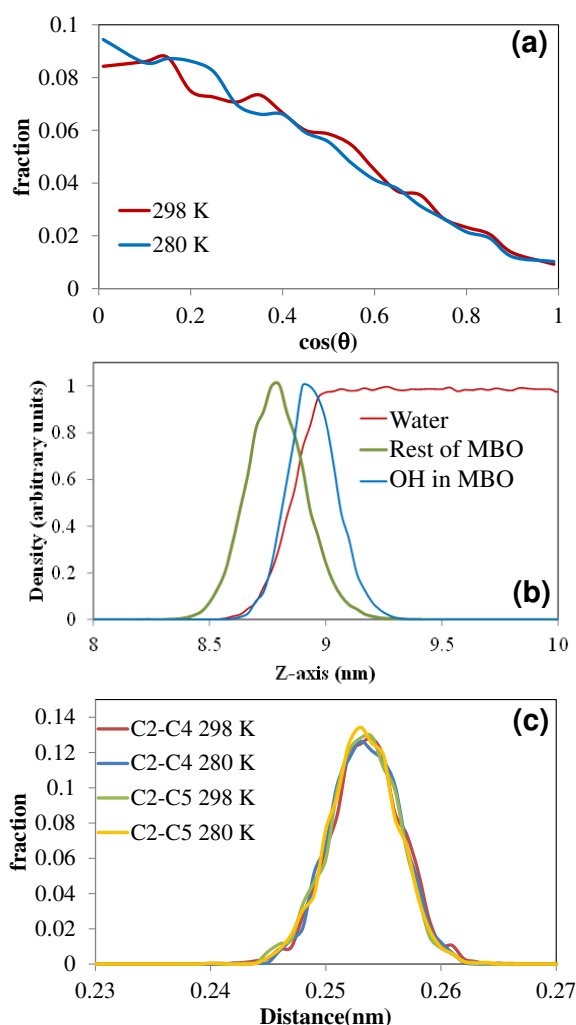 (a)
0.1
0.08
0.06
0.04
0.02
0
fraction
298 K
280 K
0 0.2 0.4 0.6 0.8 1
cos(θ)
(b)
1
0.8
0.6
0.4
0.2
0
Density (arbitrary units)
Water
Rest of MBO
OH in MBO
8 8.5 9 9.5 10
Z-axis (nm)
(c)
0.14
0.12
0.1
0.08
0.06
0.04
0.02
0
fraction
C2-C4 298 K
C2-C4 280 K
C2-C5 298 K
C2-C5 280 K
0.23 0.24 0.25 0.26 0.27
Distance(nm)